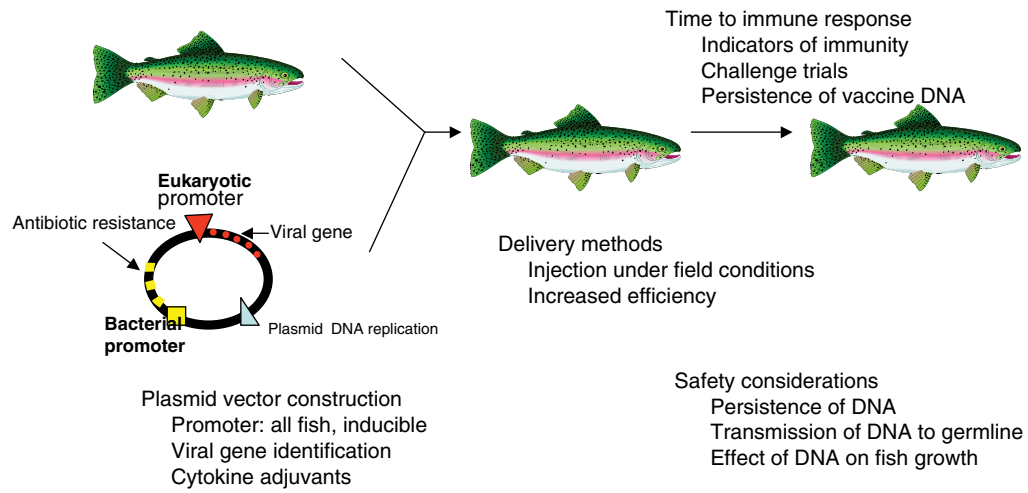 Time to immune response
Indicators of immunity
Challenge trials
Persistence of vaccine DNA
Eukaryotic
promoter
Antibiotic resistance
Viral gene
Bacterial
promoter
Plasmid DNA replication
Delivery methods
Injection under field conditions
Increased efficiency
Plasmid vector construction
Promoter: all fish, inducible
Viral gene identification
Cytokine adjuvants
Safety considerations
Persistence of DNA
Transmission of DNA to germline
Effect of DNA on fish growth